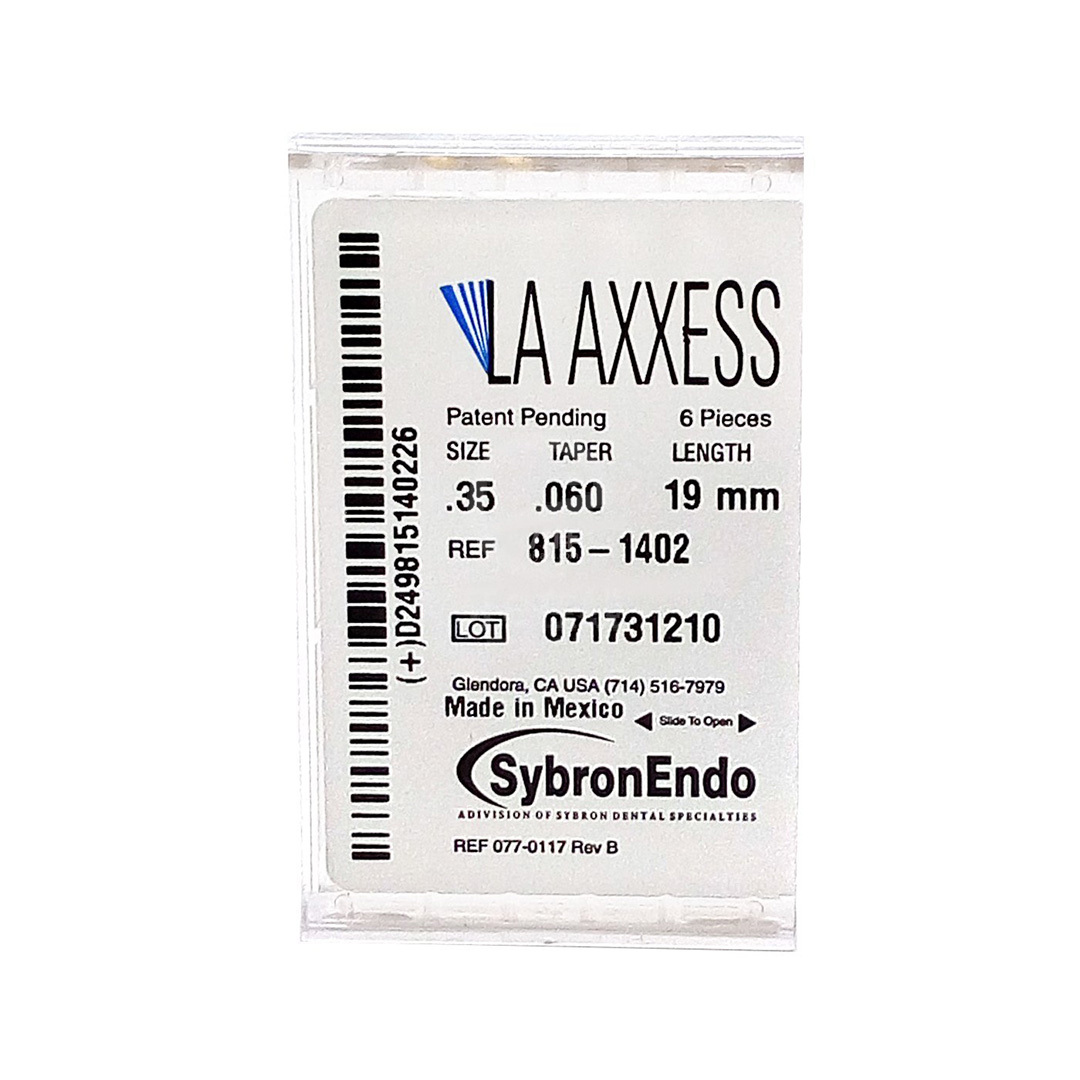 LA AXXESS
Patent Pending 6 Pieces
SIZE TAPER LENGTH
.35 .060 19 mm
REF 815-1402
LOT 071731210
Glendora, CA USA (714) 516-7979
Made in Mexico ◀ Slide To Open ▶
SybronEndo
A DIVISION OF SYBRON DENTAL SPECIALTIES
REF 077-0117 Rev B
(+)D249815140226